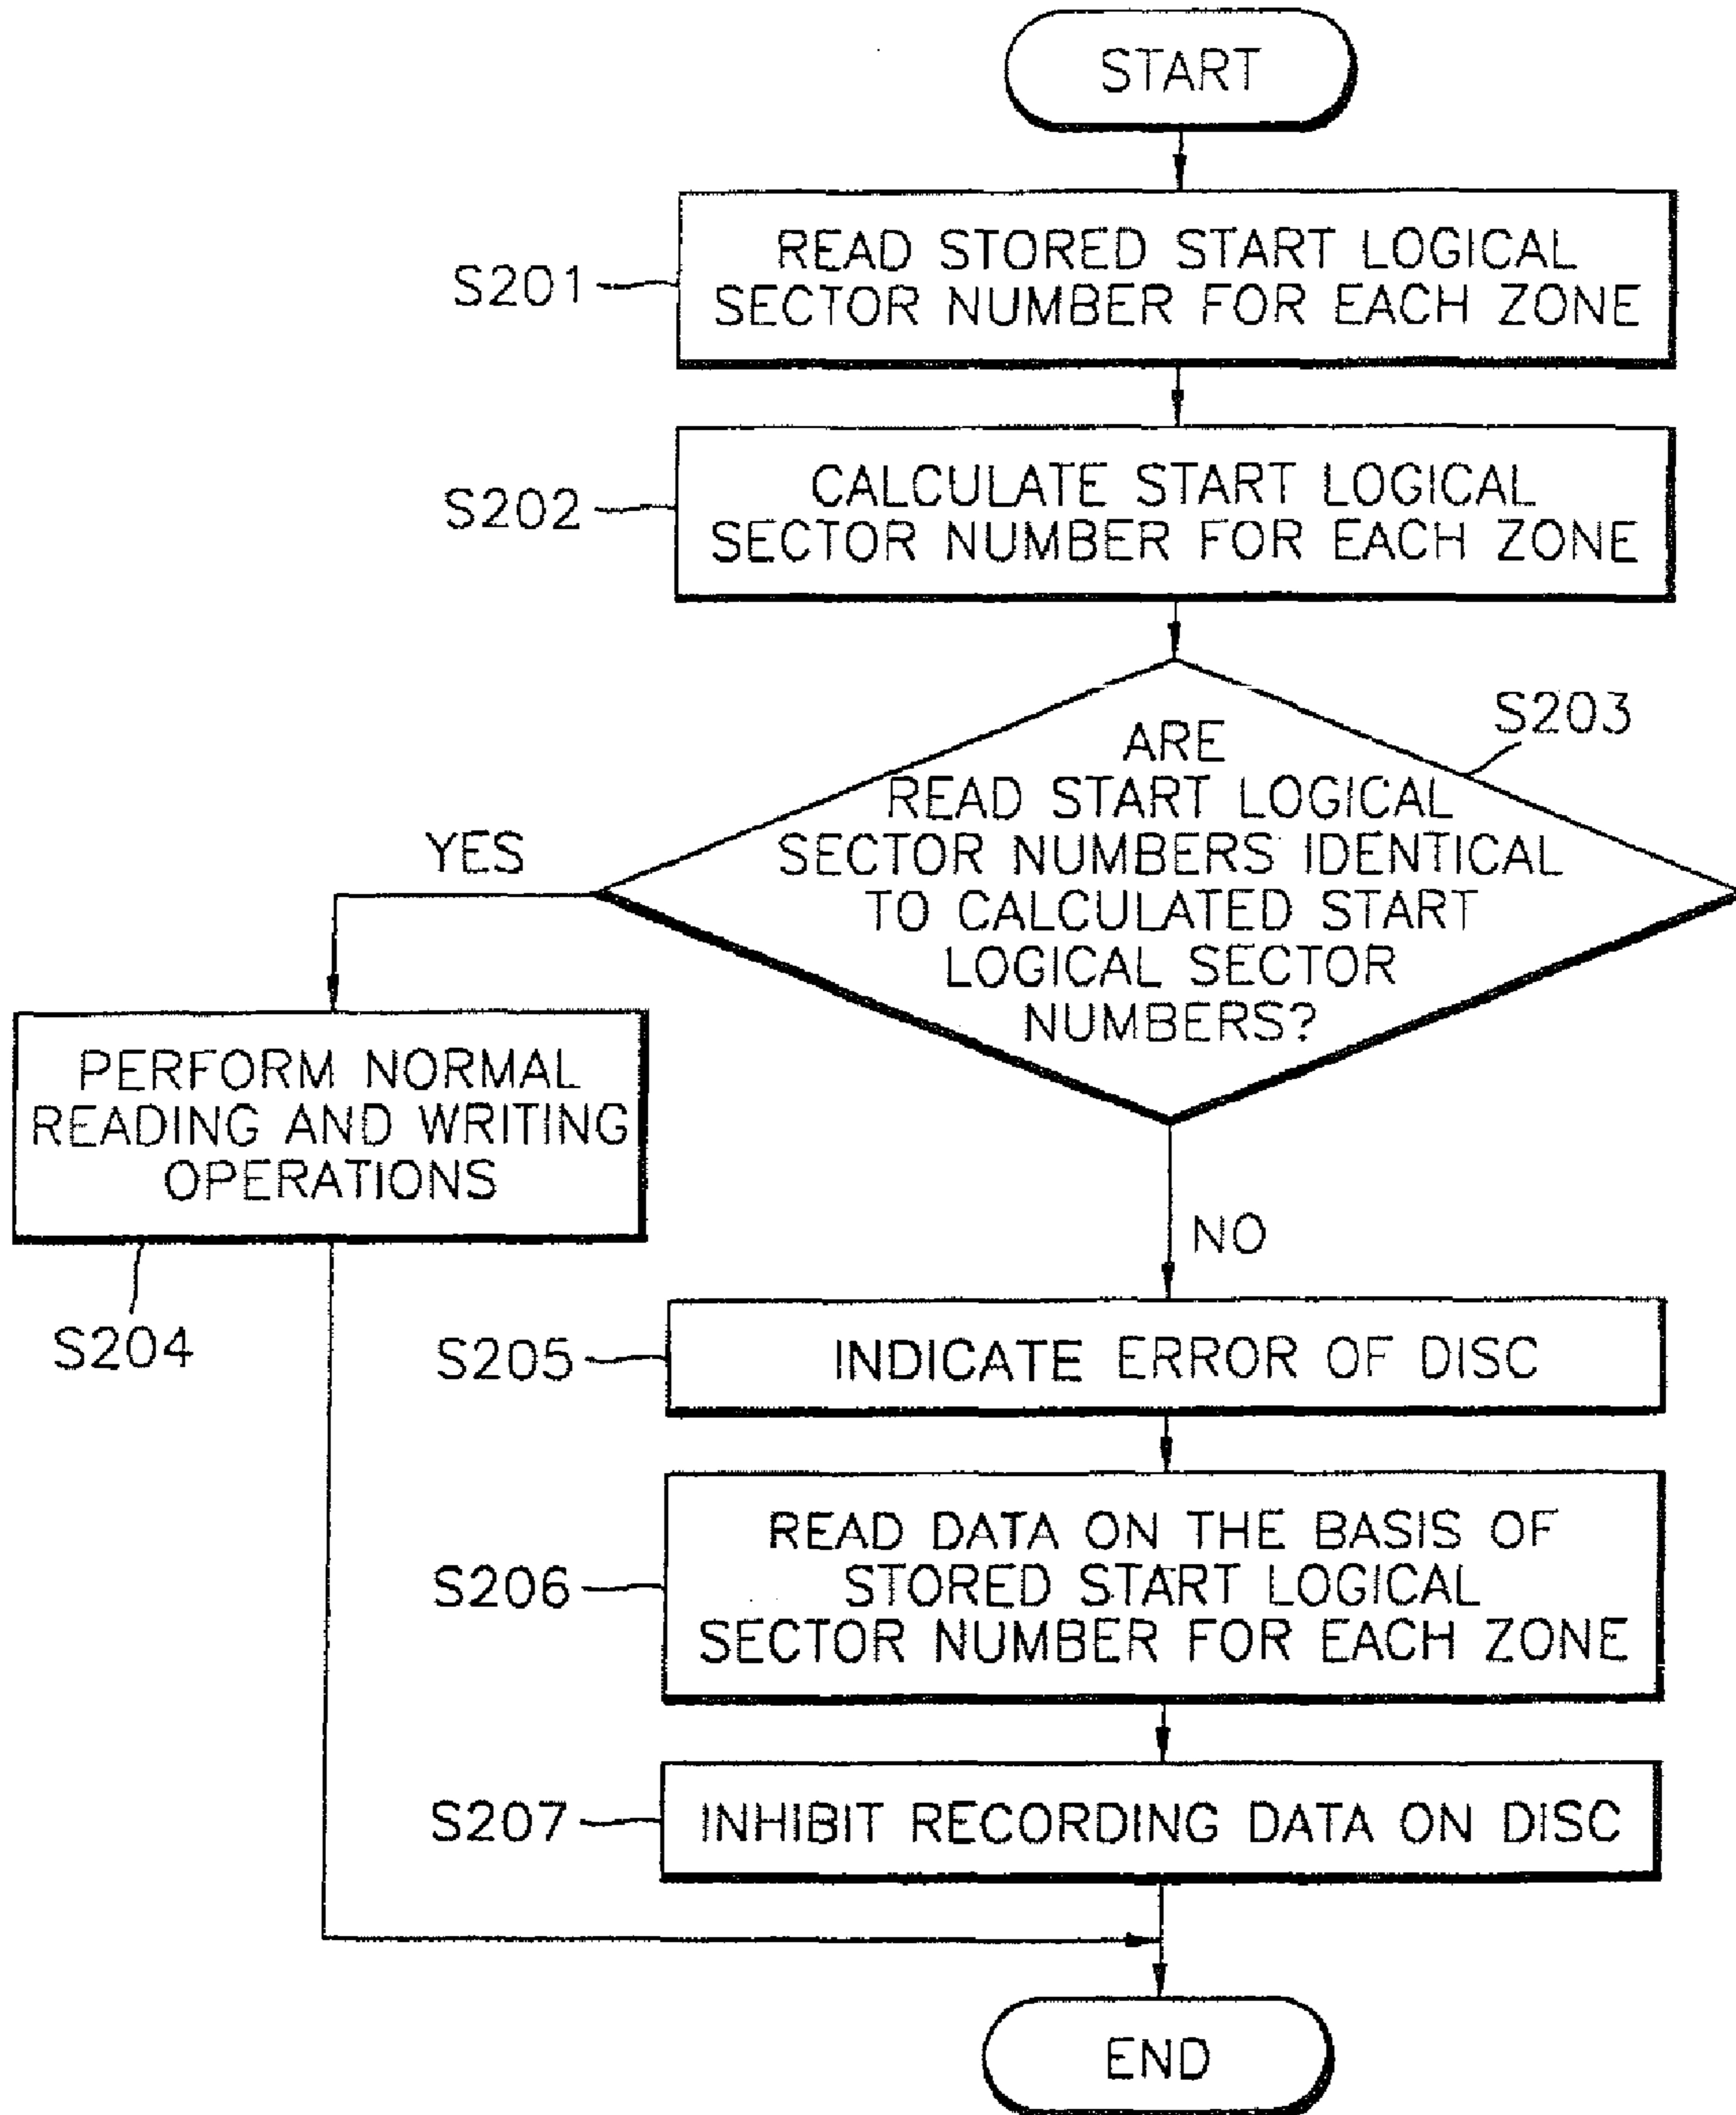 START
S201
READ STORED START LOGICAL
SECTOR NUMBER FOR EACH ZONE
S202
CALCULATE START LOGICAL
SECTOR NUMBER FOR EACH ZONE
S203
ARE
READ START LOGICAL
SECTOR NUMBERS IDENTICAL
TO CALCULATED START
LOGICAL SECTOR
NUMBERS?
YES
PERFORM NORMAL
READING AND WRITING
OPERATIONS
S204
NO
S205
INDICATE ERROR OF DISC
S206
READ DATA ON THE BASIS OF
STORED START LOGICAL
SECTOR NUMBER FOR EACH ZONE
S207
INHIBIT RECORDING DATA ON DISC
END